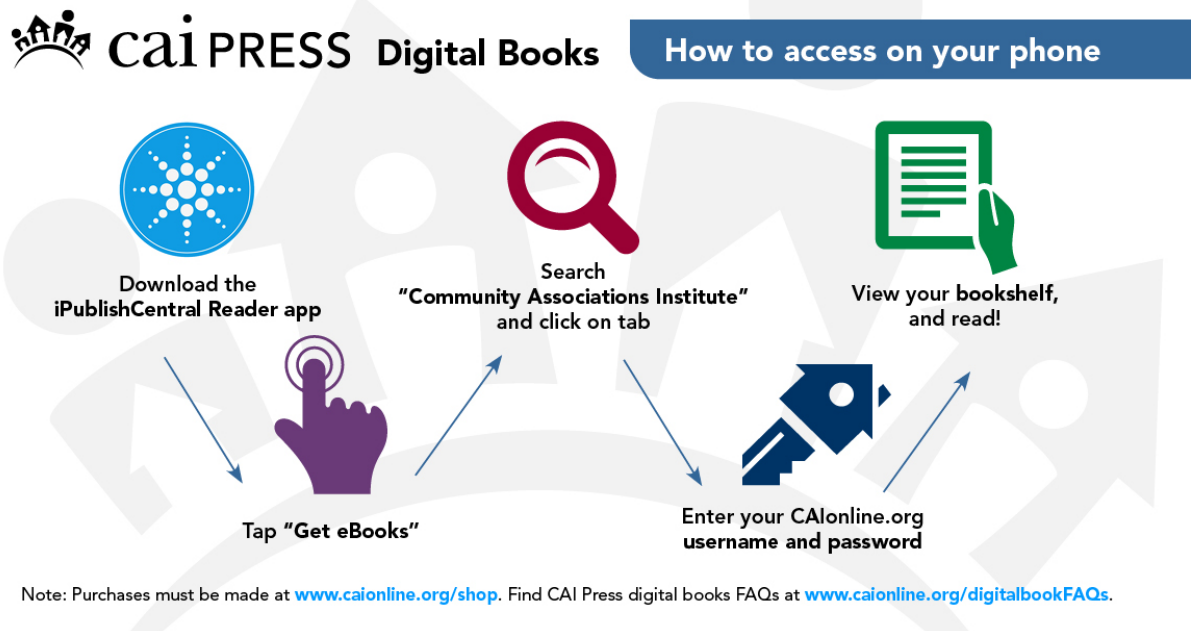 cai PRESS Digital Books
How to access on your phone
Download the
iPublishCentral Reader app
Tap “Get eBooks”
Search
“Community Associations Institute”
and click on tab
Enter your CAIonline.org
username and password
View your bookshelf,
and read!
Note: Purchases must be made at www.caionline.org/shop. Find CAI Press digital books FAQs at www.caionline.org/digitalbookFAQs.